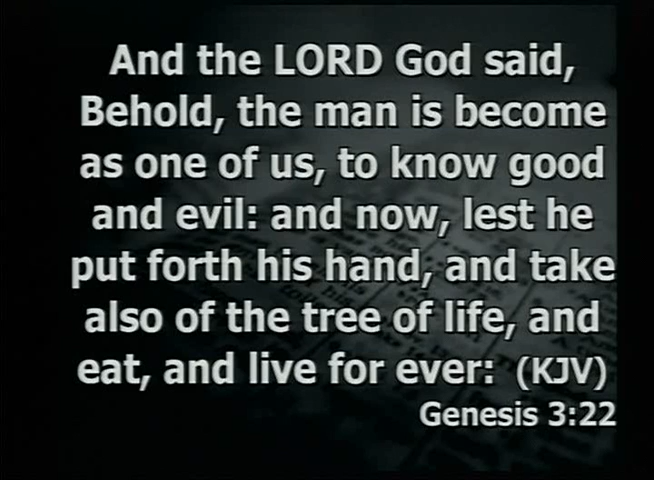 And the LORD God said,
Behold, the man is become
as one of us, to know good
and evil: and now, lest he
put forth his hand, and take
also of the tree of life, and
eat, and live for ever:  (KJV)
Genesis 3:22